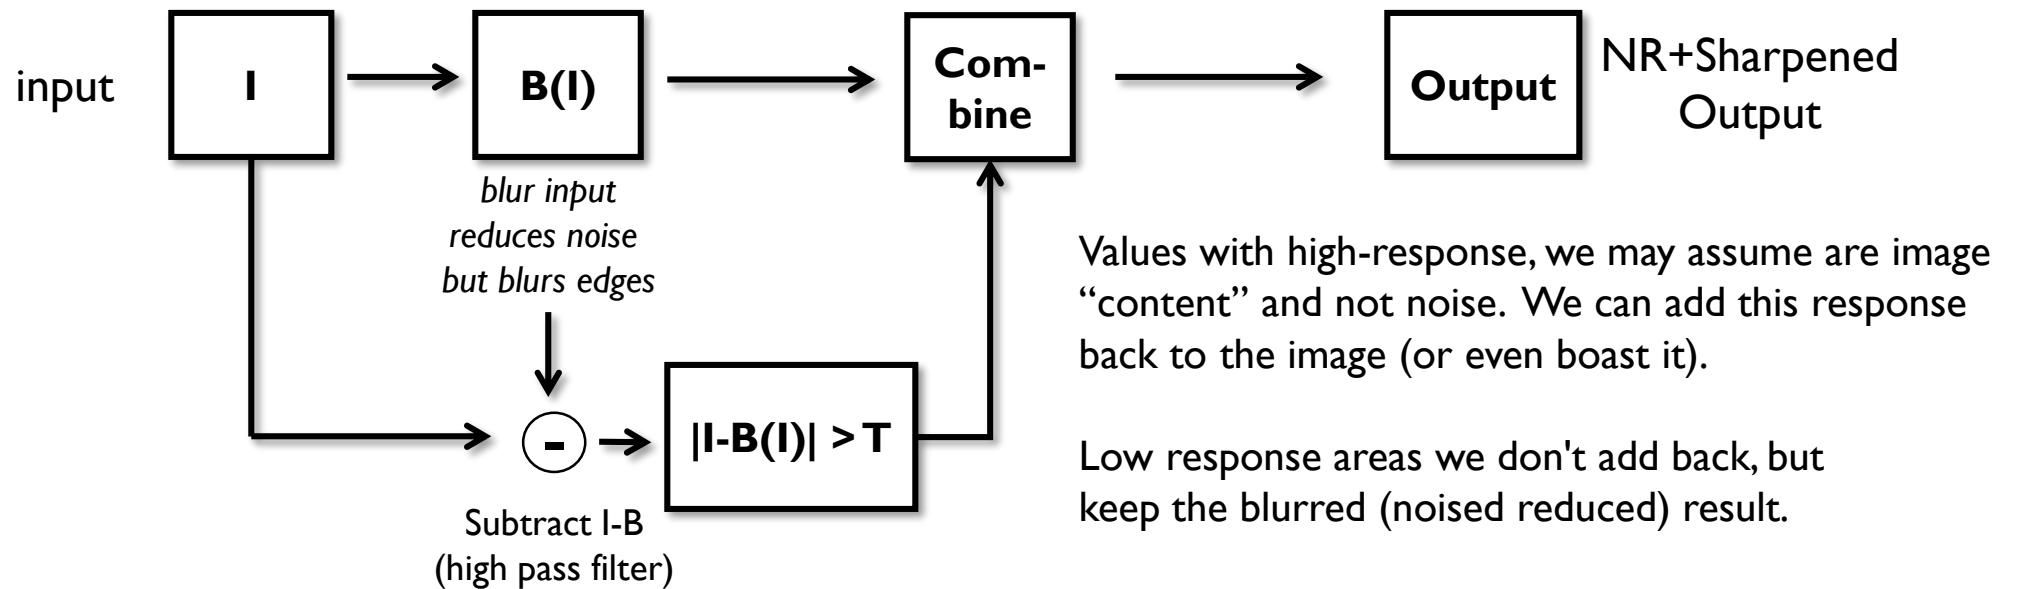 input
I
B(I)
Com-
bine
Output
NR+Sharpened
Output
blur input
reduces noise
but blurs edges
-
|I-B(I)| > T
Subtract I-B
(high pass filter)
Values with high-response, we may assume are image
“content” and not noise. We can add this response
back to the image (or even boast it).
Low response areas we don't add back, but
keep the blurred (noised reduced) result.